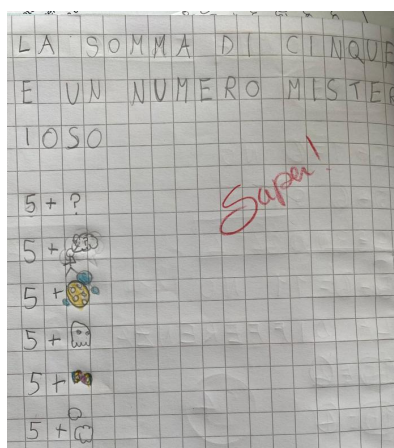 LA SOMMA DI CINQUE
E UN NUMERO MISTER
IOSO
Super!
5 + ?
5 +
5 +
5 +
5 +
5 +